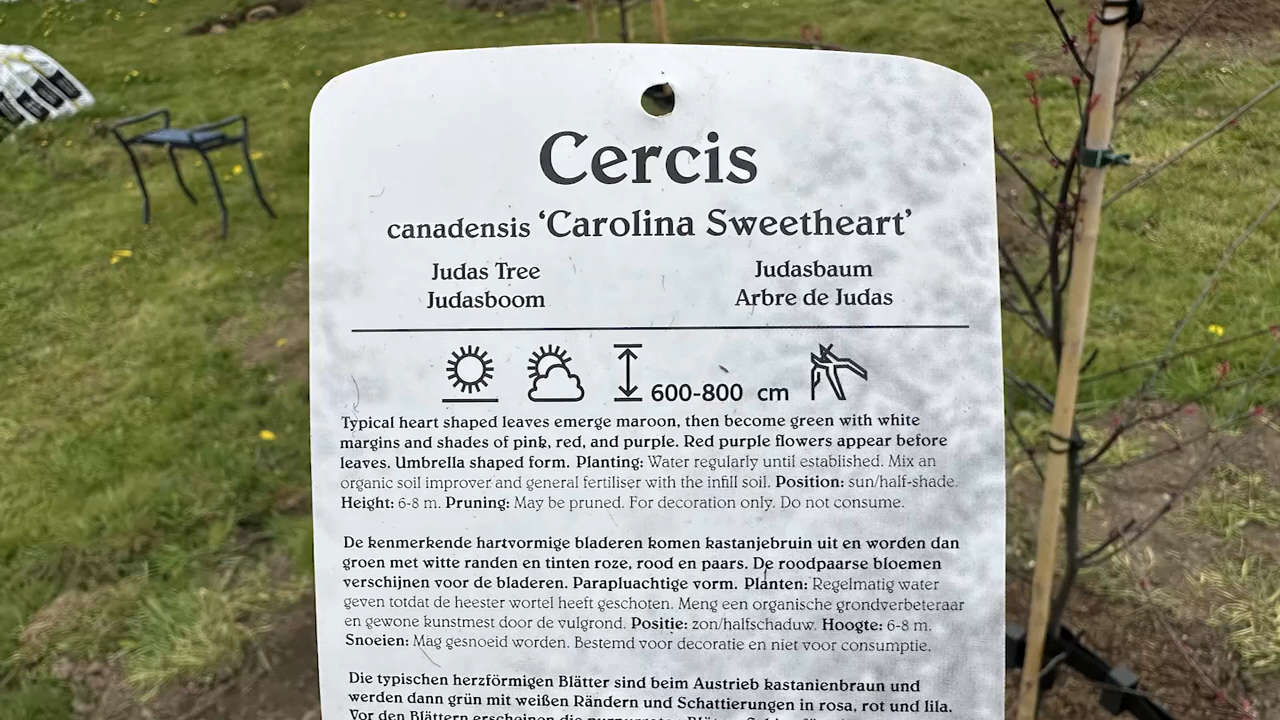 Cercis
canadensis ‘Carolina Sweetheart’
Judas Tree
Judasboom
Judasbaum
Arbre de Judas
600-800 cm
Typical heart shaped leaves emerge maroon, then become green with white
margins and shades of pink, red, and purple. Red purple flowers appear before
leaves. Umbrella shaped form. Planting: Water regularly until established. Mix an
organic soil improver and general fertiliser with the infill soil. Position: sun/half-shade.
Height: 6-8 m. Pruning: May be pruned. For decoration only. Do not consume.
De kenmerkende hartvormige bladeren komen kastanjebruin uit en worden dan
groen met witte randen en tinten roze, rood en paars. De roodpaarse bloemen
verschijnen voor de bladeren. Parapluachtige vorm. Planten: Regelmatig water
geven totdat de heester wortel heeft geschoten. Meng een organische grondverbeteraar
en gewone kunstmest door de vulgrond. Positie: zon/halfschaduw. Hoogte: 6-8 m.
Snoeien: Mag gesnoeid worden. Bestemd voor decoratie en niet voor consumptie.
Die typischen herzförmigen Blätter sind beim Austrieb kastanienbraun und
werden dann grün mit weißen Rändern und Schattierungen in rosa, rot und lila.
Vor den Blättern erscheinen die